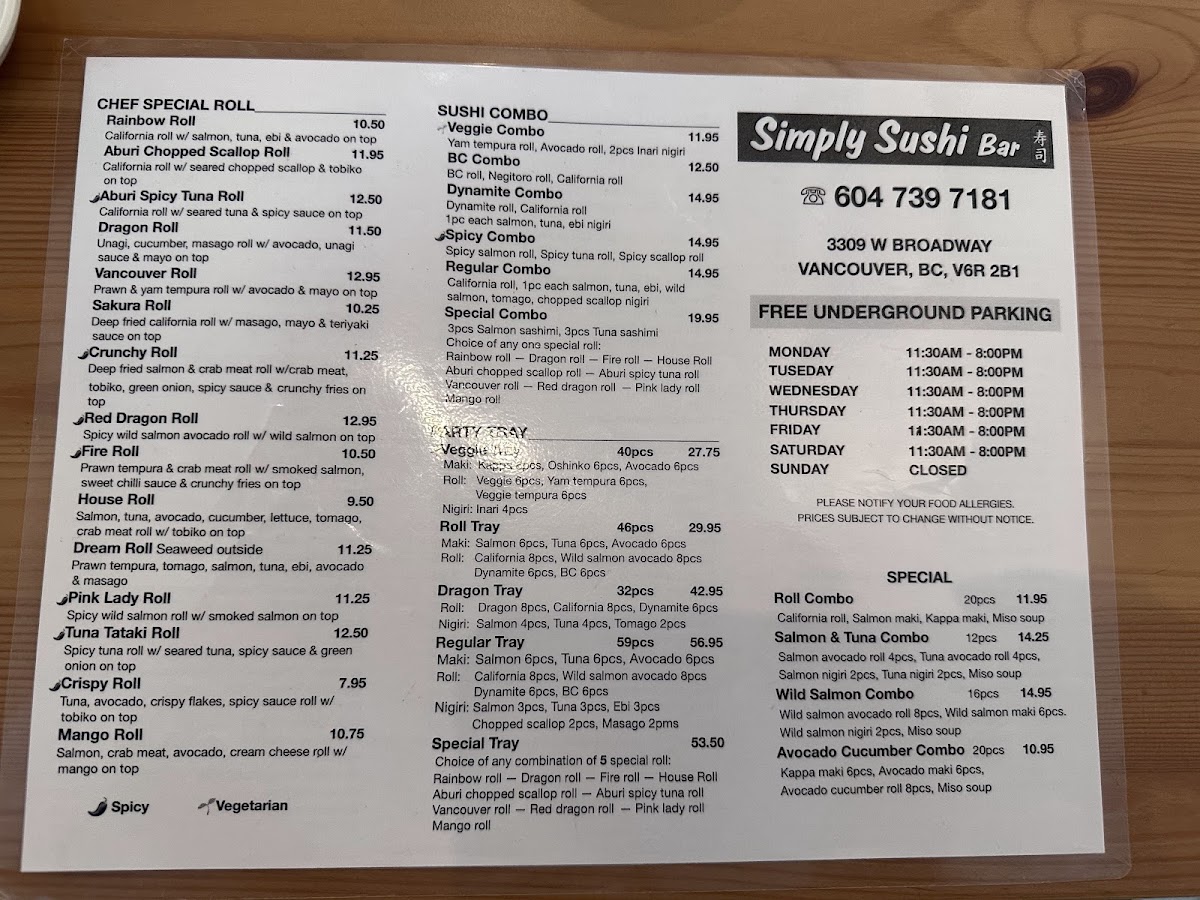 CHEF SPECIAL ROLL
Rainbow Roll 10.50
California roll w/ salmon, tuna, ebi & avocado on top
Aburi Chopped Scallop Roll 11.95
California roll w/ seared chopped scallop & tobiko
on top
Aburi Spicy Tuna Roll 12.50
California roll w/ seared tuna & spicy sauce on top
Dragon Roll 11.50
Unagi, cucumber, masago roll w/ avocado, unagi
sauce & mayo on top
Vancouver Roll 12.95
Prawn & yam tempura roll w/ avocado & mayo on top
Sakura Roll 10.25
Deep fried california roll w/ masago, mayo & teriyaki
sauce on top
Crunchy Roll 11.25
Deep fried salmon & crab meat roll w/crab meat,
tobiko, green onion, spicy sauce & crunchy fries on
top
Red Dragon Roll 12.95
Spicy wild salmon avocado roll w/ wild salmon on top
Fire Roll 10.50
Prawn tempura & crab meat roll w/ smoked salmon,
sweet chilli sauce & crunchy fries on top
House Roll 9.50
Salmon, tuna, avocado, cucumber, lettuce, tomago,
crab meat roll w/ tobiko on top
Dream Roll Seaweed outside 11.25
Prawn tempura, tomago, salmon, tuna, ebi, avocado
& masago
Pink Lady Roll 11.25
Spicy wild salmon roll w/ smoked salmon on top
Tuna Tataki Roll 12.50
Spicy tuna roll w/ seared tuna, spicy sauce & green
onion on top
Crispy Roll 7.95
Tuna, avocado, crispy flakes, spicy sauce roll w/
tobiko on top
Mango Roll 10.75
Salmon, crab meat, avocado, cream cheese roll w/
mango on top
Spicy Vegetarian
SUSHI COMBO
Veggie Combo 11.95
Yam tempura roll, Avocado roll, 2pcs Inari nigiri
BC Combo 12.50
BC roll, Negitoro roll, California roll
Dynamite Combo 14.95
Dynamite roll, California roll
1pc each salmon, tuna, ebi nigiri
Spicy Combo 14.95
Spicy salmon roll, Spicy tuna roll, Spicy scallop roll
Regular Combo 14.95
California roll, 1pc each salmon, tuna, ebi, wild
salmon, tomago, chopped scallop nigiri
Special Combo 19.95
3pcs Salmon sashimi, 3pcs Tuna sashimi
Choice of any one special roll:
Rainbow roll — Dragon roll — Fire roll — House Roll
Aburi chopped scallop roll — Aburi spicy tuna roll
Vancouver roll — Red dragon roll — Pink lady roll
Mango roll
PARTY TRAY
Veggie Tray 40pcs 27.75
Maki: Kappa 6pcs, Oshinko 6pcs, Avocado 6pcs
Roll: Veggie 6pcs, Yam tempura 6pcs,
Veggie tempura 6pcs
Nigiri: Inari 4pcs
Roll Tray 46pcs 29.95
Maki: Salmon 6pcs, Tuna 6pcs, Avocado 6pcs
Roll: California 8pcs, Wild salmon avocado 8pcs
Dynamite 6pcs, BC 6pcs
Dragon Tray 32pcs 42.95
Roll: Dragon 8pcs, California 8pcs, Dynamite 6pcs
Nigiri: Salmon 4pcs, Tuna 4pcs, Tomago 2pcs
Regular Tray 59pcs 56.95
Maki: Salmon 6pcs, Tuna 6pcs, Avocado 6pcs
Roll: California 8pcs, Wild salmon avocado 8pcs
Dynamite 6pcs, BC 6pcs
Nigiri: Salmon 3pcs, Tuna 3pcs, Ebi 3pcs
Chopped scallop 2pcs, Masago 2pms
Special Tray 53.50
Choice of any combination of 5 special roll:
Rainbow roll — Dragon roll — Fire roll — House Roll
Aburi chopped scallop roll — Aburi spicy tuna roll
Vancouver roll — Red dragon roll — Pink lady roll
Mango roll
Simply Sushi Bar 寿司
☏ 604 739 7181
3309 W BROADWAY
VANCOUVER, BC, V6R 2B1
FREE UNDERGROUND PARKING
MONDAY 11:30AM - 8:00PM
TUSEDAY 11:30AM - 8:00PM
WEDNESDAY 11:30AM - 8:00PM
THURSDAY 11:30AM - 8:00PM
FRIDAY 11:30AM - 8:00PM
SATURDAY 11:30AM - 8:00PM
SUNDAY CLOSED
PLEASE NOTIFY YOUR FOOD ALLERGIES.
PRICES SUBJECT TO CHANGE WITHOUT NOTICE.
SPECIAL
Roll Combo 20pcs 11.95
California roll, Salmon maki, Kappa maki, Miso soup
Salmon & Tuna Combo 12pcs 14.25
Salmon avocado roll 4pcs, Tuna avocado roll 4pcs,
Salmon nigiri 2pcs, Tuna nigiri 2pcs, Miso soup
Wild Salmon Combo 16pcs 14.95
Wild salmon avocado roll 8pcs, Wild salmon maki 6pcs.
Wild salmon nigiri 2pcs, Miso soup
Avocado Cucumber Combo 20pcs 10.95
Kappa maki 6pcs, Avocado maki 6pcs,
Avocado cucumber roll 8pcs, Miso soup